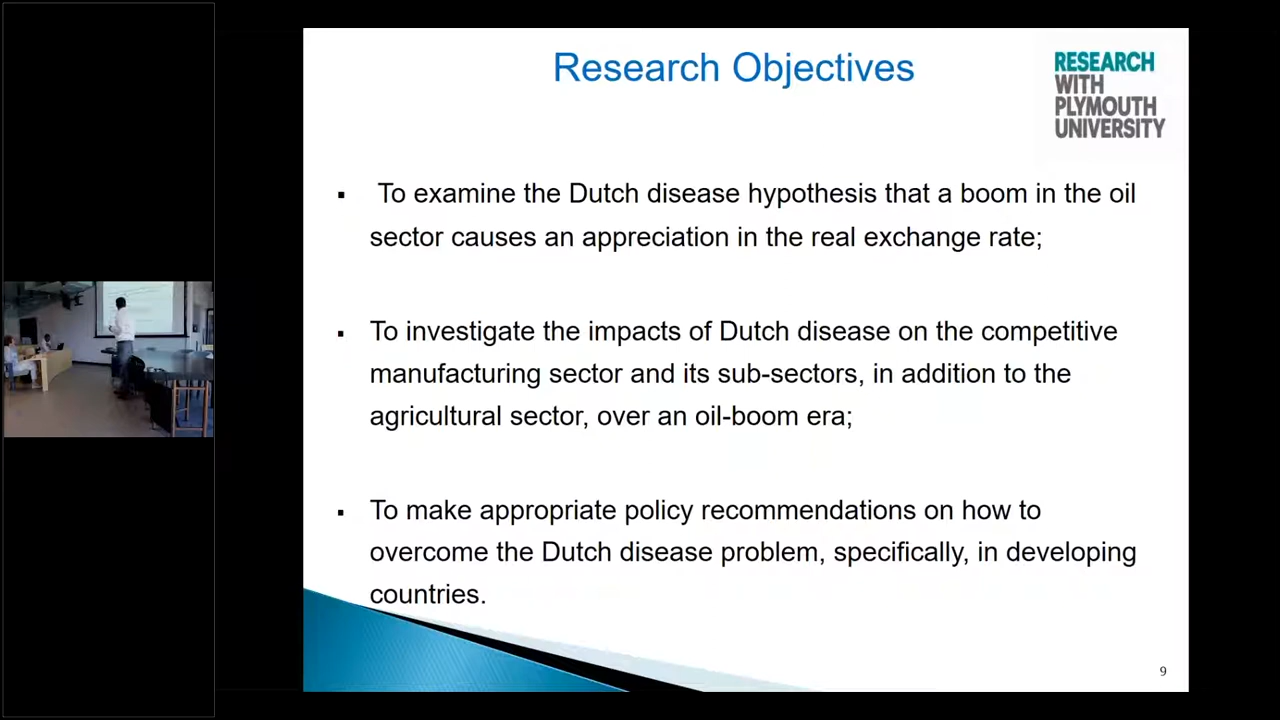 Research Objectives
RESEARCH
WITH
PLYMOUTH
UNIVERSITY
▪ To examine the Dutch disease hypothesis that a boom in the oil
sector causes an appreciation in the real exchange rate;
▪ To investigate the impacts of Dutch disease on the competitive
manufacturing sector and its sub-sectors, in addition to the
agricultural sector, over an oil-boom era;
▪ To make appropriate policy recommendations on how to
overcome the Dutch disease problem, specifically, in developing
countries.
9